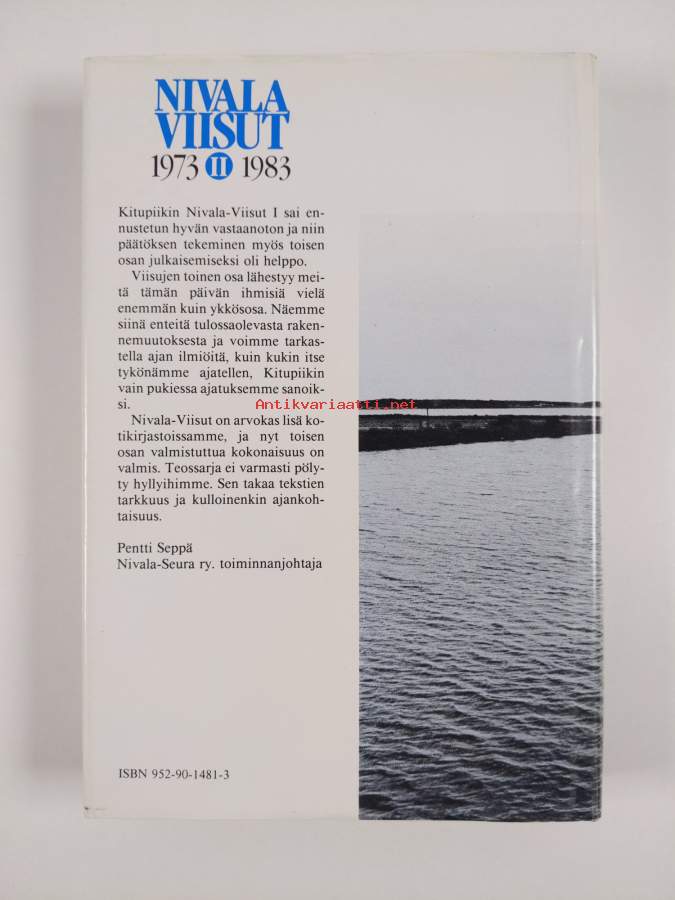 NIVALA
VIISUT
1973 II 1983
Kitupiikin Nivala-Viisut I sai en-
nustetun hyvän vastaanoton ja niin
päätöksen tekeminen myös toisen
osan julkaisemiseksi oli helppo.
Viisujen toinen osa lähestyy mei-
tä tämän päivän ihmisiä vielä
enemmän kuin ykkösosa. Näemme
siinä enteitä tulossaolevasta raken-
nemuutoksesta ja voimme tarkas-
tella ajan ilmiöitä, kuin kukin itse
tykönämme ajatellen, Kitupiikin
vain pukiessa ajatuksemme sanoik-
si.
Antikvariaatti.net
Nivala-Viisut on arvokas lisä ko-
tikirjastoissamme, ja nyt toisen
osan valmistuttua kokonaisuus on
valmis. Teossarja ei varmasti pöly-
ty hyllyihimme. Sen takaa tekstien
tarkkuus ja kulloinenkin ajankoh-
taisuus.
Pentti Seppä
Nivala-Seura ry. toiminnanjohtaja
ISBN 952-90-1481-3